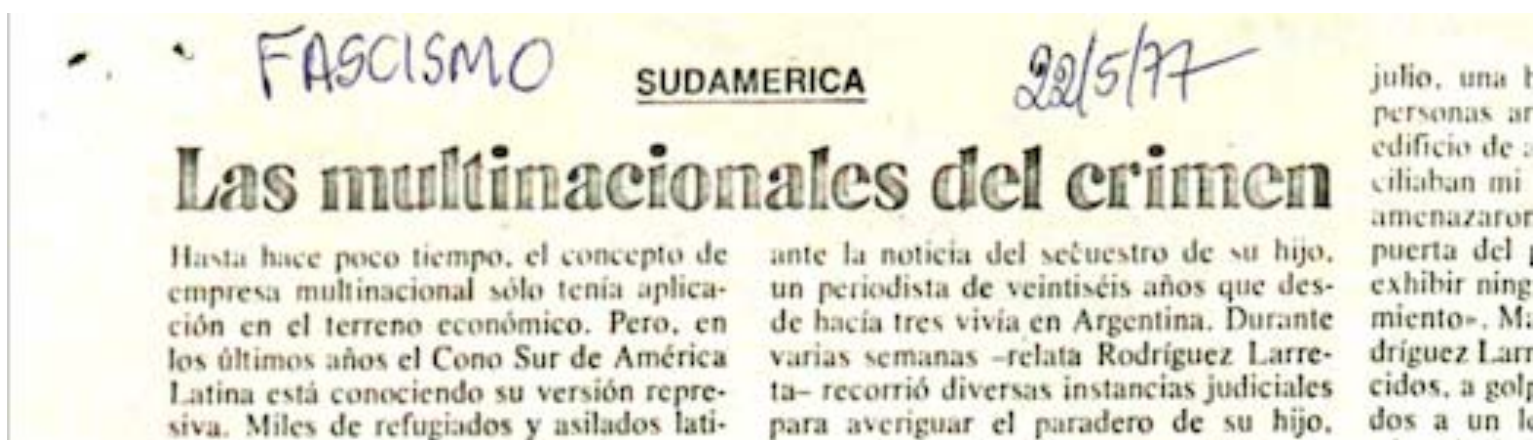 FASCISMO
SUDAMERICA
22/5/77
Las multinacionales del crimen
Hasta hace poco tiempo, el concepto de
empresa multinacional sólo tenía aplica-
ción en el terreno económico. Pero, en
los últimos años el Cono Sur de América
Latina está conociendo su versión repre-
siva. Miles de refugiados y asilados lati-
ante la noticia del secuestro de su hijo,
un periodista de veintiséis años que des-
de hacía tres vivía en Argentina. Durante
varias semanas –relata Rodríguez Larre-
ta– recorrió diversas instancias judiciales
para averiguar el paradero de su hijo,
julio, una
personas
edificio de
ciliaban mi
amenazaron
puerta del
exhibir ning
miento». Ma
dríguez Larr
cidos, a golp
dos a un